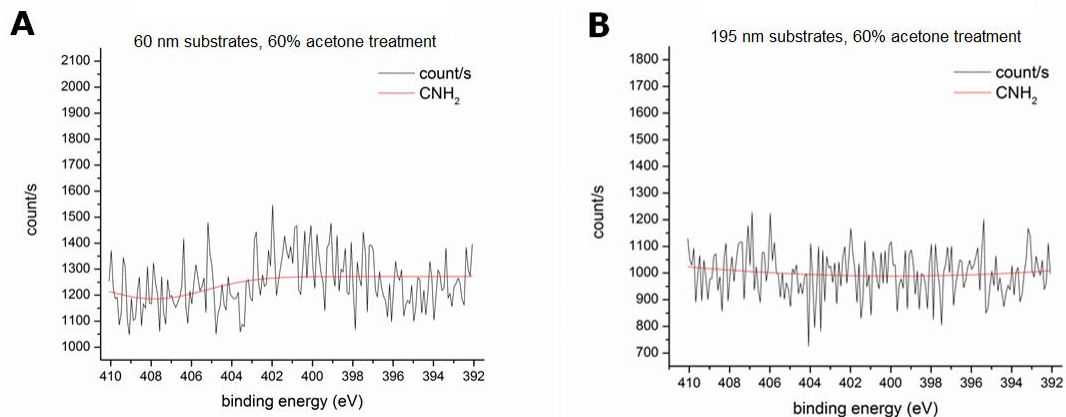 A
60 nm substrates, 60% acetone treatment
count/s
CNH₂
2100
2000
1900
1800
1700
1600
1500
1400
1300
1200
1100
1000
count/s
410 408 406 404 402 400 398 396 394 392
binding energy (eV)
B
195 nm substrates, 60% acetone treatment
count/s
CNH₂
1800
1700
1600
1500
1400
1300
1200
1100
1000
900
800
700
count/s
410 408 406 404 402 400 398 396 394 392
binding energy (eV)